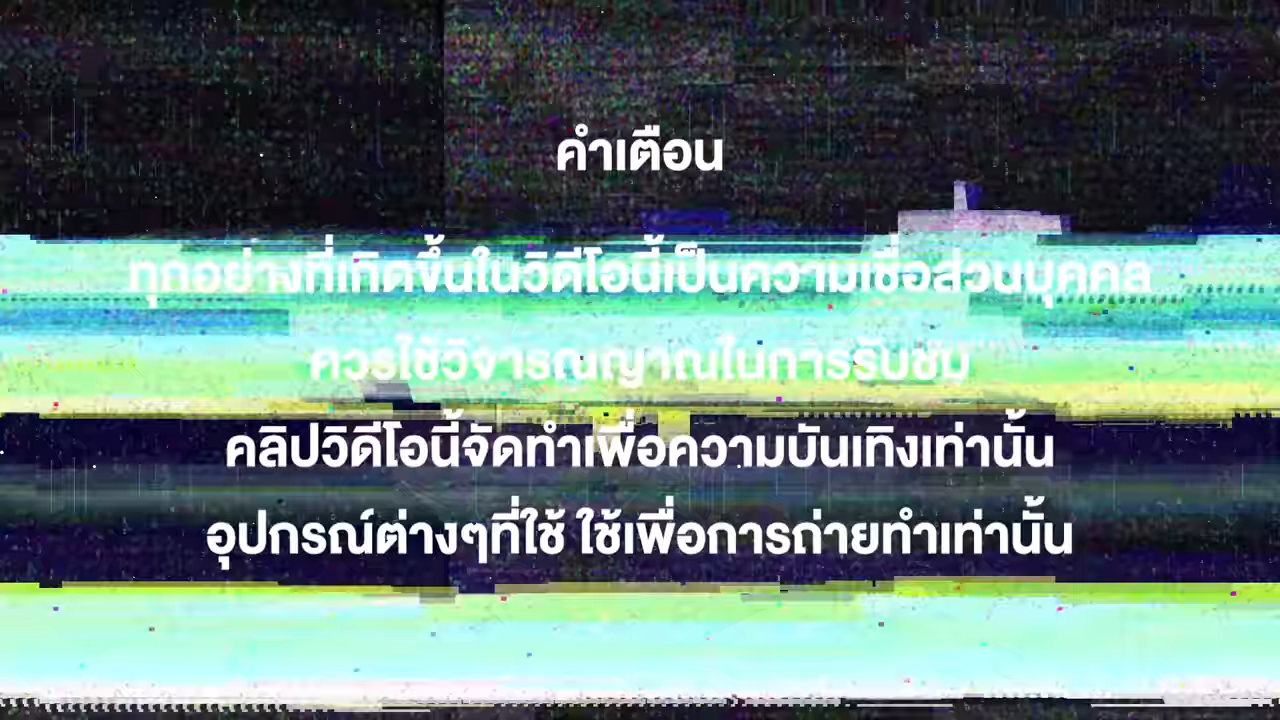 คำเตือน
ทุกอย่างที่เกิดขึ้นในวิดีโอนี้เป็นความเชื่อส่วนบุคคล
ควรใช้วิจารณญาณในการรับชม
คลิปวิดีโอนี้จัดทำเพื่อความบันเทิงเท่านั้น
อุปกรณ์ต่างๆที่ใช้ ใช้เพื่อการถ่ายทำเท่านั้น